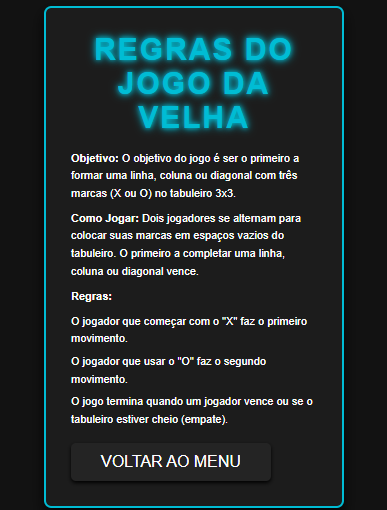 REGRAS DO
JOGO DA
VELHA
Objetivo: O objetivo do jogo é ser o primeiro a
formar uma linha, coluna ou diagonal com três
marcas (X ou O) no tabuleiro 3x3.
Como Jogar: Dois jogadores se alternam para
colocar suas marcas em espaços vazios do
tabuleiro. O primeiro a completar uma linha,
coluna ou diagonal vence.
Regras:
O jogador que começar com o "X" faz o primeiro
movimento.
O jogador que usar o "O" faz o segundo
movimento.
O jogo termina quando um jogador vence ou se o
tabuleiro estiver cheio (empate).
VOLTAR AO MENU